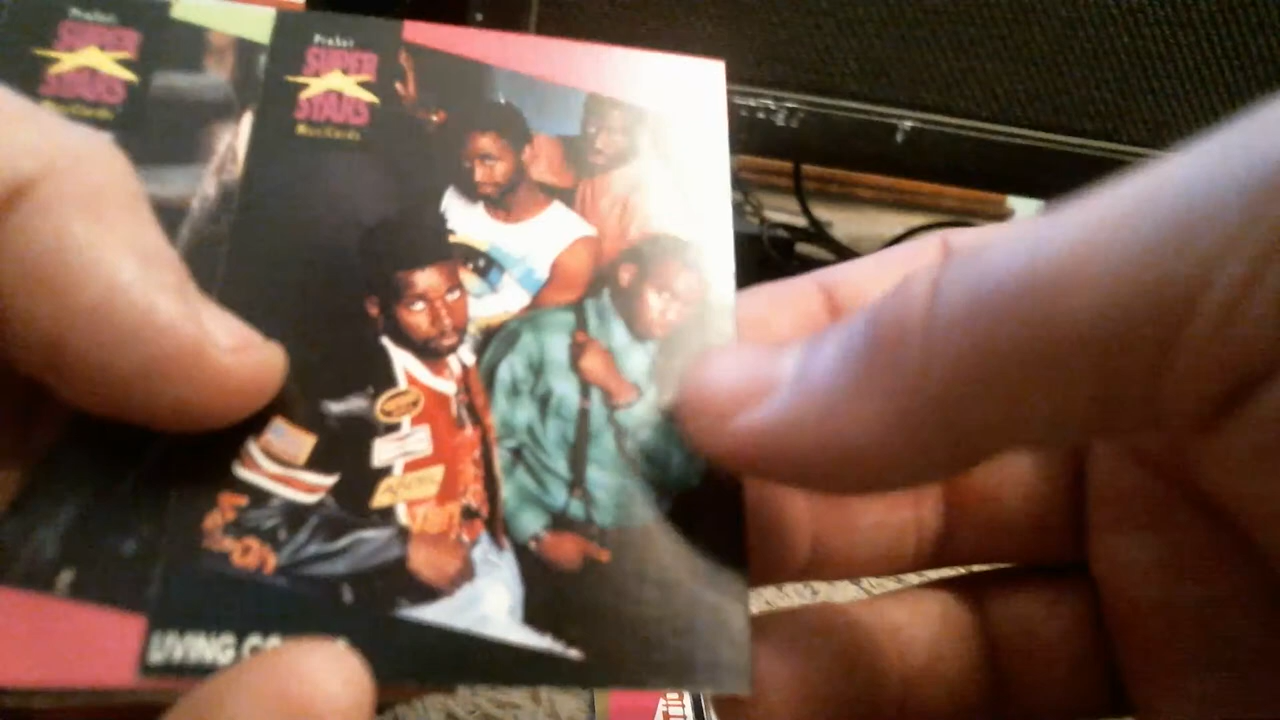 ProSet
SUPER
STARS
MusiCards
ProSet
SUPER
STARS
MusiCards
LIVING CO